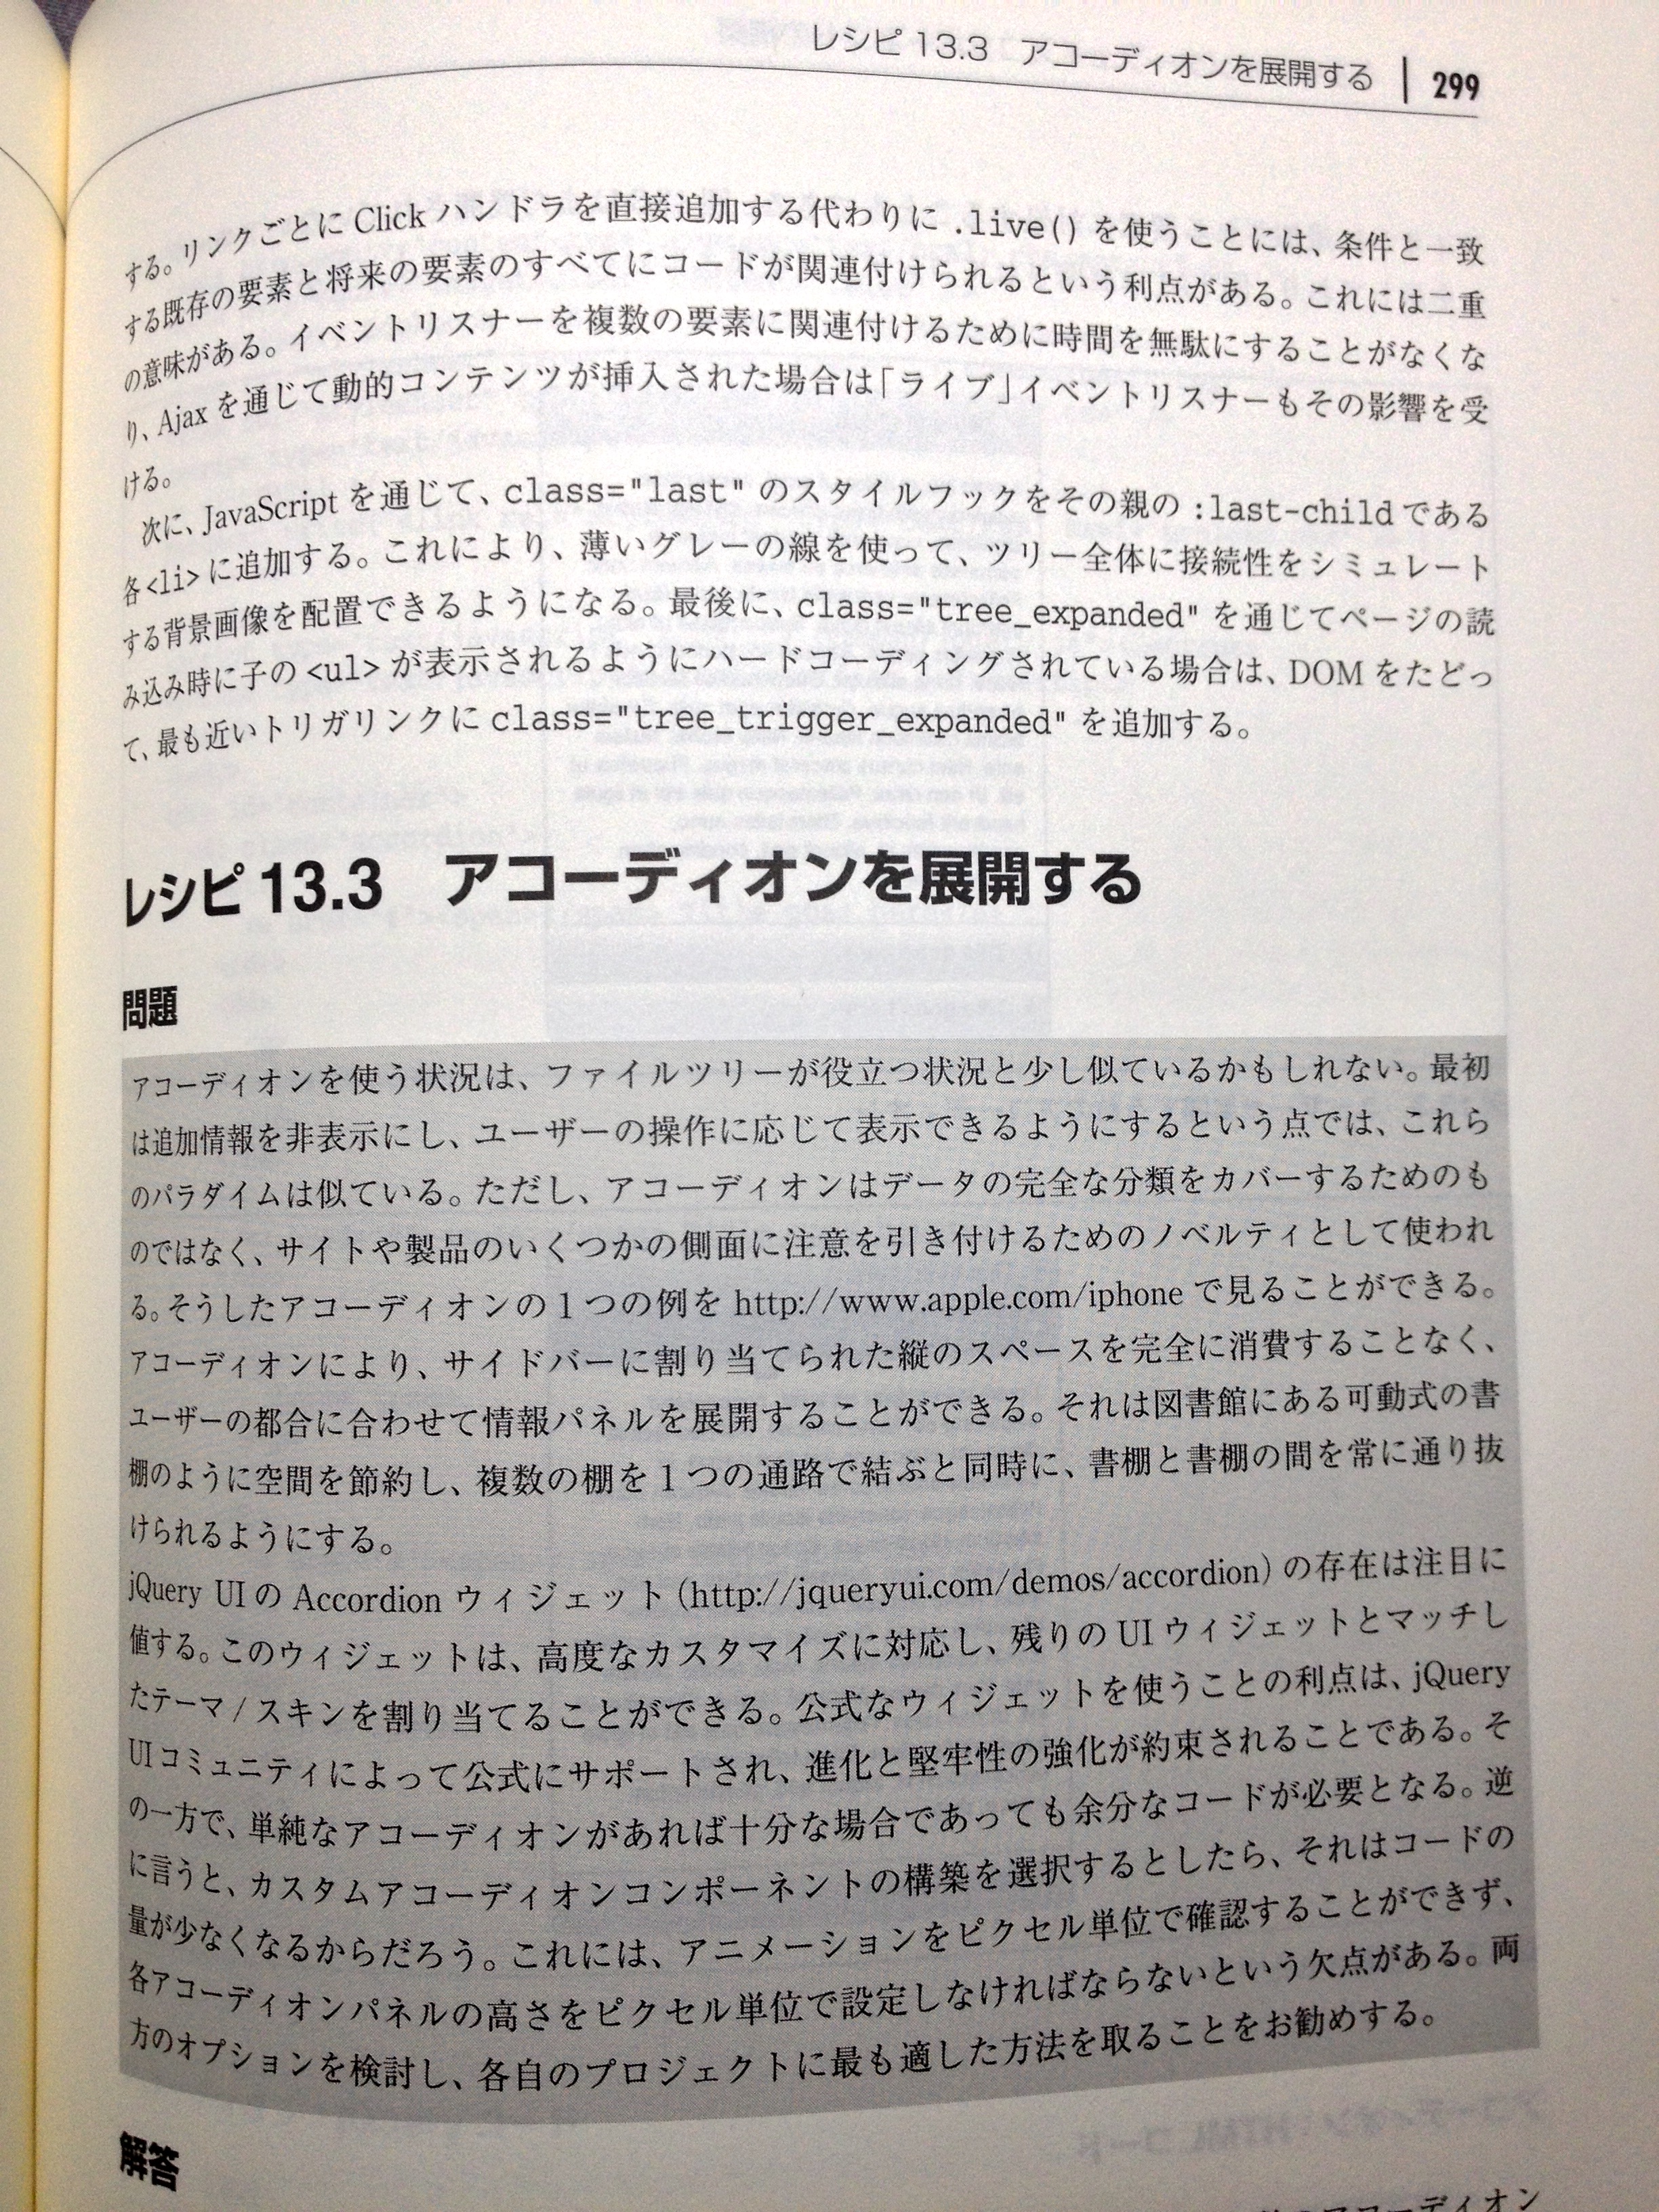 レシピ 13.3　アコーディオンを展開する | 299
する。リンクごとに Click ハンドラを直接追加する代わりに .live() を使うことには、条件と一致
する既存の要素と将来の要素のすべてにコードが関連付けられるという利点がある。これには二重
の意味がある。イベントリスナーを複数の要素に関連付けるために時間を無駄にすることがなくな
り、Ajax を通じて動的コンテンツが挿入された場合は「ライブ」イベントリスナーもその影響を受
ける。
次に、JavaScript を通じて、class="last" のスタイルフックをその親の :last-child である
各<li>に追加する。これにより、薄いグレーの線を使って、ツリー全体に接続性をシミュレート
する背景画像を配置できるようになる。最後に、class="tree_expanded" を通じてページの読
み込み時に子の <ul> が表示されるようにハードコーディングされている場合は、DOM をたどっ
て、最も近いトリガリンクに class="tree_trigger_expanded" を追加する。
レシピ 13.3　アコーディオンを展開する
問題
アコーディオンを使う状況は、ファイルツリーが役立つ状況と少し似ているかもしれない。最初
は追加情報を非表示にし、ユーザーの操作に応じて表示できるようにするという点では、これら
のパラダイムは似ている。ただし、アコーディオンはデータの完全な分類をカバーするためのも
のではなく、サイトや製品のいくつかの側面に注意を引き付けるためのノベルティとして使われ
る。そうしたアコーディオンの 1 つの例を http://www.apple.com/iphone で見ることができる。
アコーディオンにより、サイドバーに割り当てられた縦のスペースを完全に消費することなく、
ユーザーの都合に合わせて情報パネルを展開することができる。それは図書館にある可動式の書
棚のように空間を節約し、複数の棚を 1 つの通路で結ぶと同時に、書棚と書棚の間を常に通り抜
けられるようにする。
jQuery UI の Accordion ウィジェット (http://jqueryui.com/demos/accordion) の存在は注目に
値する。このウィジェットは、高度なカスタマイズに対応し、残りの UI ウィジェットとマッチし
たテーマ / スキンを割り当てることができる。公式なウィジェットを使うことの利点は、jQuery
UI コミュニティによって公式にサポートされ、進化と堅牢性の強化が約束されることである。そ
の一方で、単純なアコーディオンがあれば十分な場合であっても余分なコードが必要となる。逆
に言うと、カスタムアコーディオンコンポーネントの構築を選択するとしたら、それはコードの
量が少なくなるからだろう。これには、アニメーションをピクセル単位で確認することができず、
各アコーディオンパネルの高さをピクセル単位で設定しなければならないという欠点がある。両
方のオプションを検討し、各自のプロジェクトに最も適した方法を取ることをお勧めする。
解答
アコーディオン